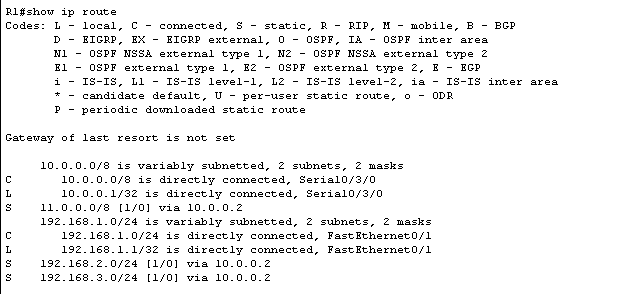 R1#show ip route
Codes: L - local, C - connected, S - static, R - RIP, M - mobile, B - BGP
       D - EIGRP, EX - EIGRP external, O - OSPF, IA - OSPF inter area
       N1 - OSPF NSSA external type 1, N2 - OSPF NSSA external type 2
       E1 - OSPF external type 1, E2 - OSPF external type 2, E - EGP
       i - IS-IS, L1 - IS-IS level-1, L2 - IS-IS level-2, ia - IS-IS inter area
       * - candidate default, U - per-user static route, o - ODR
       P - periodic downloaded static route

Gateway of last resort is not set

     10.0.0.0/8 is variably subnetted, 2 subnets, 2 masks
C       10.0.0.0/8 is directly connected, Serial0/3/0
L       10.0.0.1/32 is directly connected, Serial0/3/0
S    11.0.0.0/8 [1/0] via 10.0.0.2
     192.168.1.0/24 is variably subnetted, 2 subnets, 2 masks
C       192.168.1.0/24 is directly connected, FastEthernet0/1
L       192.168.1.1/32 is directly connected, FastEthernet0/1
S    192.168.2.0/24 [1/0] via 10.0.0.2
S    192.168.3.0/24 [1/0] via 10.0.0.2